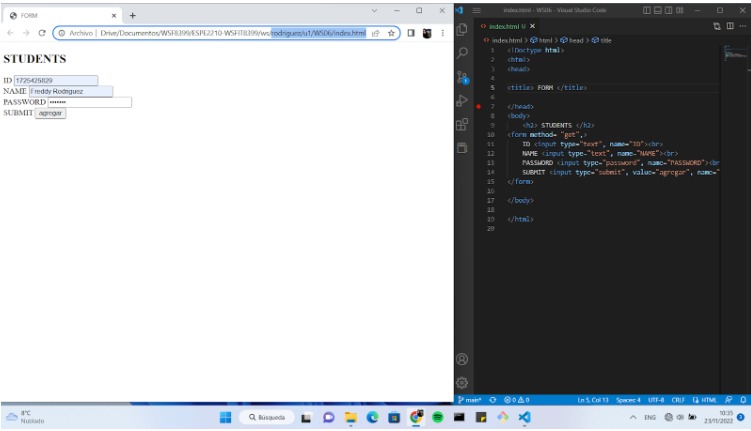 FORM
Archivo | Drive/Documentos/WSF8399/ESPE2210-WSFIT8399/ws/rodriguez/u1/WS06/index.html
STUDENTS
ID 1725425829
NAME Freddy Rodriguez
PASSWORD •••••••
SUBMIT agregar
index.html - WS06 - Visual Studio Code
index.html U
index.html > html > head > title
1 <!Doctype html>
2 <html>
3 <head>
4
5 <title> FORM </title>
6
7 </head>
8 <body>
9 <h2> STUDENTS </h2>
10 <form method= "get",>
11 ID <input type="text", name="ID"><br>
12 NAME <input type="text", name="NAME"><br>
13 PASSWORD <input type="password", name="PASSWORD"><br
14 SUBMIT <input type="submit", value="agregar", name="
15 </form>
16
17 </body>
18
19 </html>
20
main* 0 0 Ln 5, Col 13 Spaces: 4 UTF-8 CRLF HTML
8°C
Nublado
Búsqueda
ENG
10:35
23/11/2022